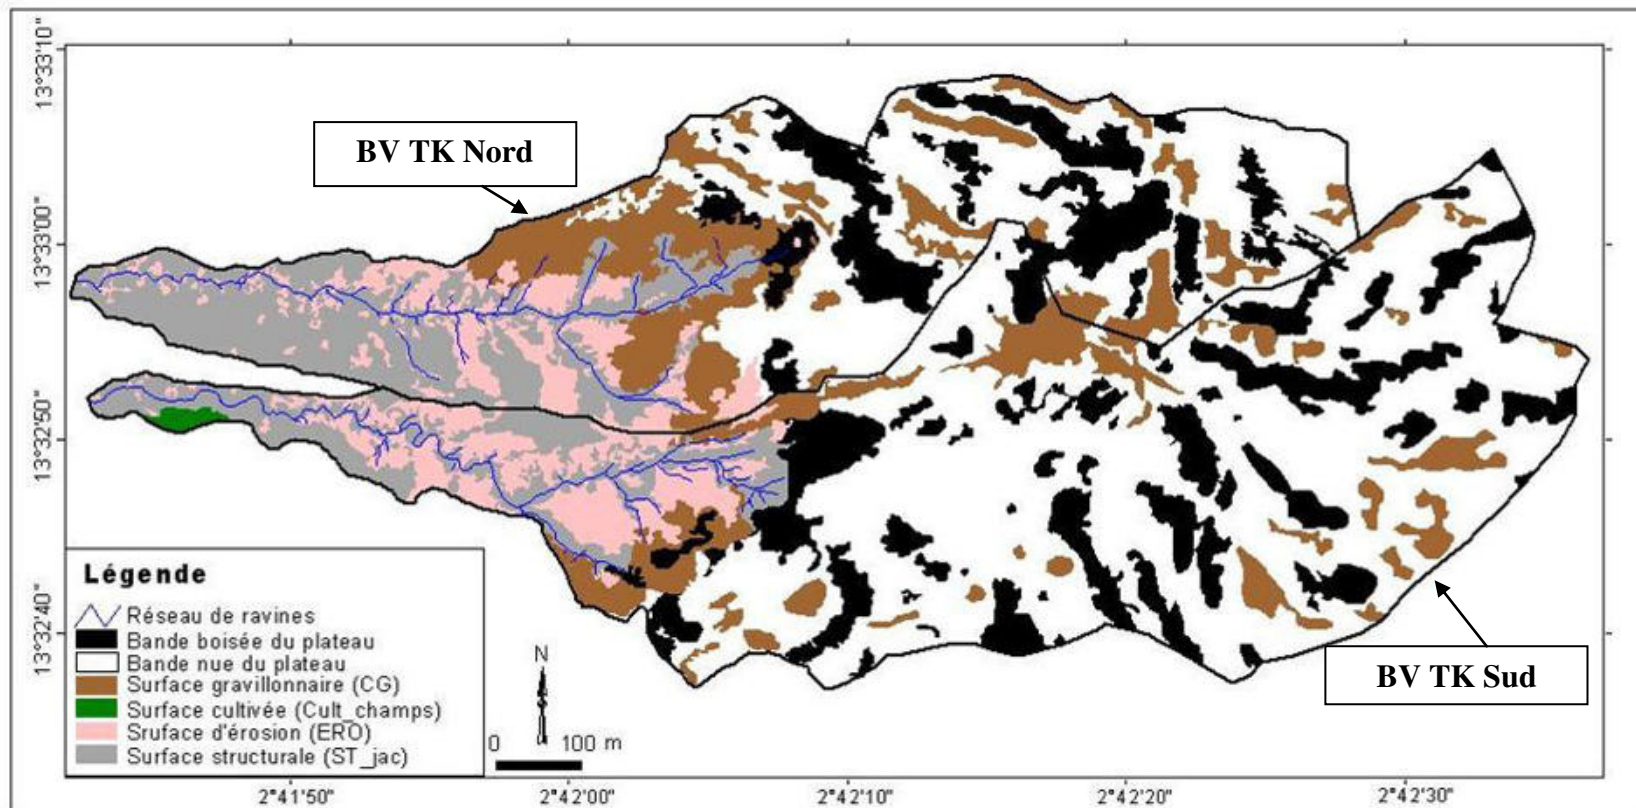 BV TK Nord
BV TK Sud
13°33'10"
13°33'00"
13°32'50"
13°32'40"
Légende
Réseau de ravines
Bande boisée du plateau
Bande nue du plateau
Surface gravillonnaire (CG)
Surface cultivée (Cult_champs)
Sruface d'érosion (ERO)
Surface structurale (ST_jac)
N
0 100 m
2°41'50" 2°42'00" 2°42'10" 2°42'20" 2°42'30"